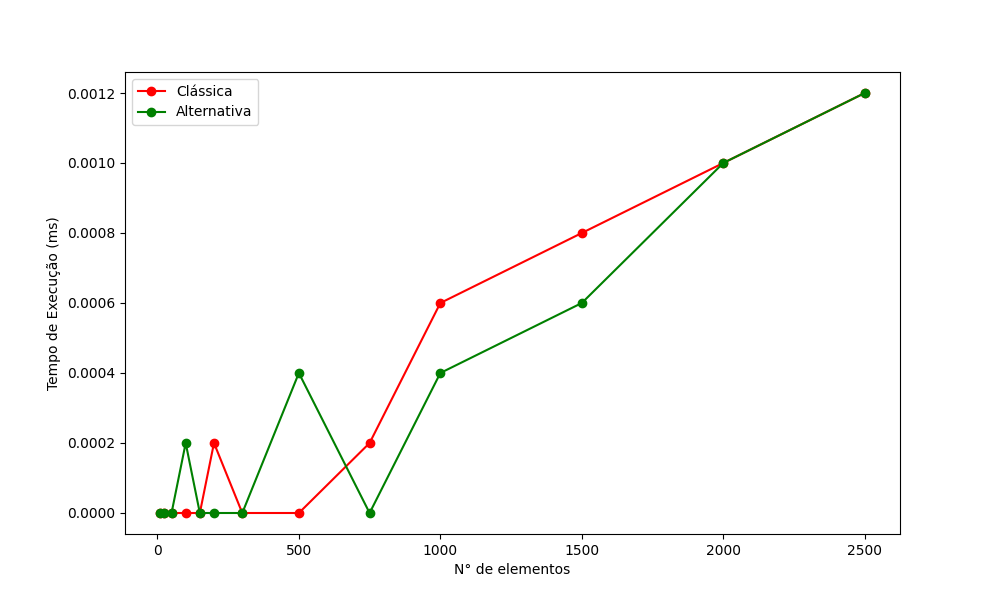 Clássica
Alternativa
0.0012
0.0010
0.0008
0.0006
0.0004
0.0002
0.0000
Tempo de Execução (ms)
0 500 1000 1500 2000 2500
N° de elementos